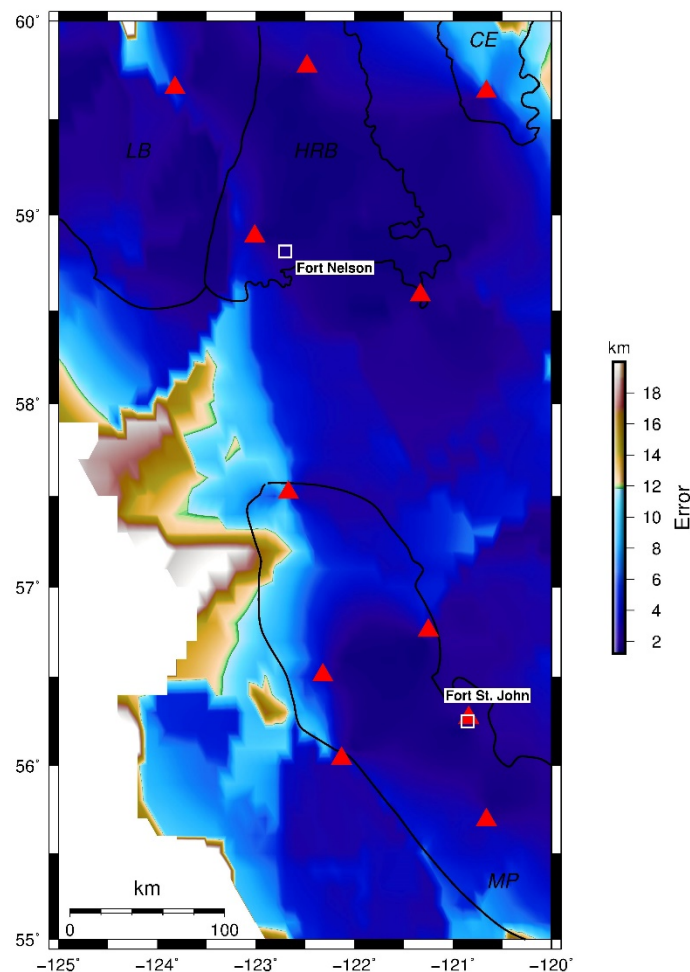 60˚
CE
LB
HRB
59˚
Fort Nelson
58˚
57˚
Fort St. John
56˚
MP
55˚
km
0
100
−125˚
−124˚
−123˚
−122˚
−121˚
−120˚
km
18
16
14
12
10
8
6
4
2
Error